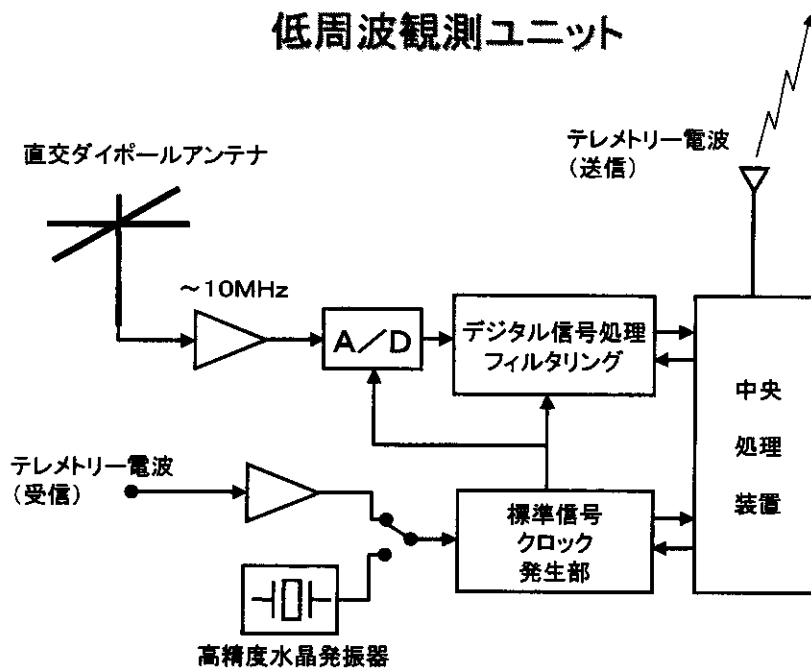 低周波観測ユニット
直交ダイポールアンテナ
テレメトリー電波
（送信）
～10MHz
A／D
デジタル信号処理
フィルタリング
中央
処理
装置
テレメトリー電波
（受信）
標準信号
クロック
発生部
高精度水晶発振器